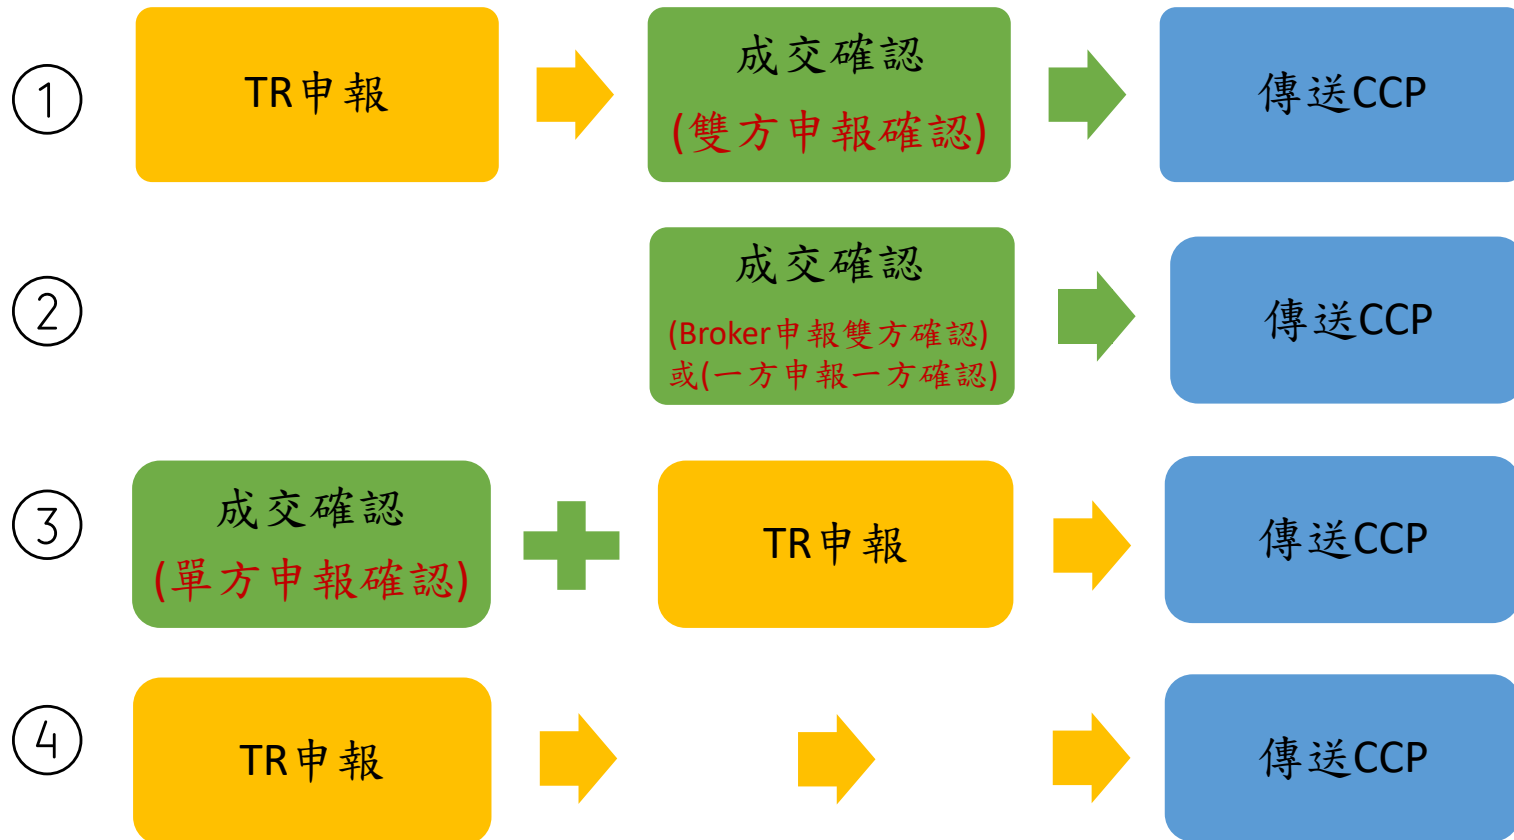 ①
TR申報
成交確認
(雙方申報確認)
傳送CCP
②
成交確認
(Broker申報雙方確認)
或(一方申報一方確認)
傳送CCP
③
成交確認
(單方申報確認)
TR申報
傳送CCP
④
TR申報
傳送CCP